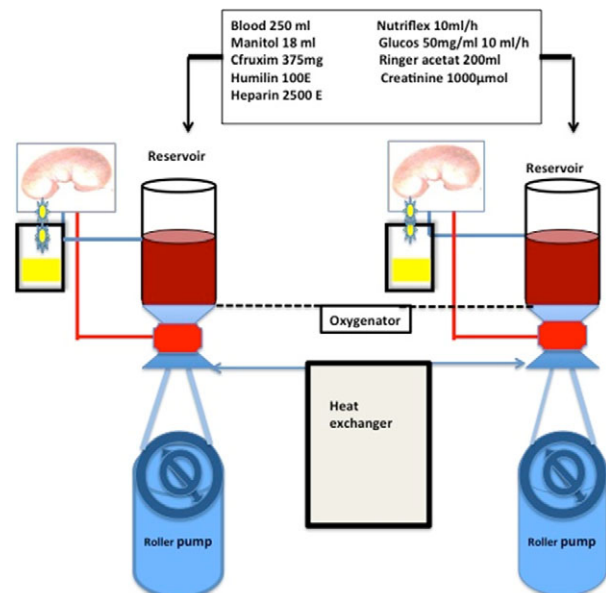 Blood 250 ml
Manitol 18 ml
Cfruxim 375mg
Humilin 100E
Heparin 2500 E
Nutriflex 10ml/h
Glucos 50mg/ml 10 ml/h
Ringer acetat 200ml
Creatinine 1000µmol
Reservoir
Reservoir
Oxygenator
Heat
exchanger
Roller pump
Roller pump